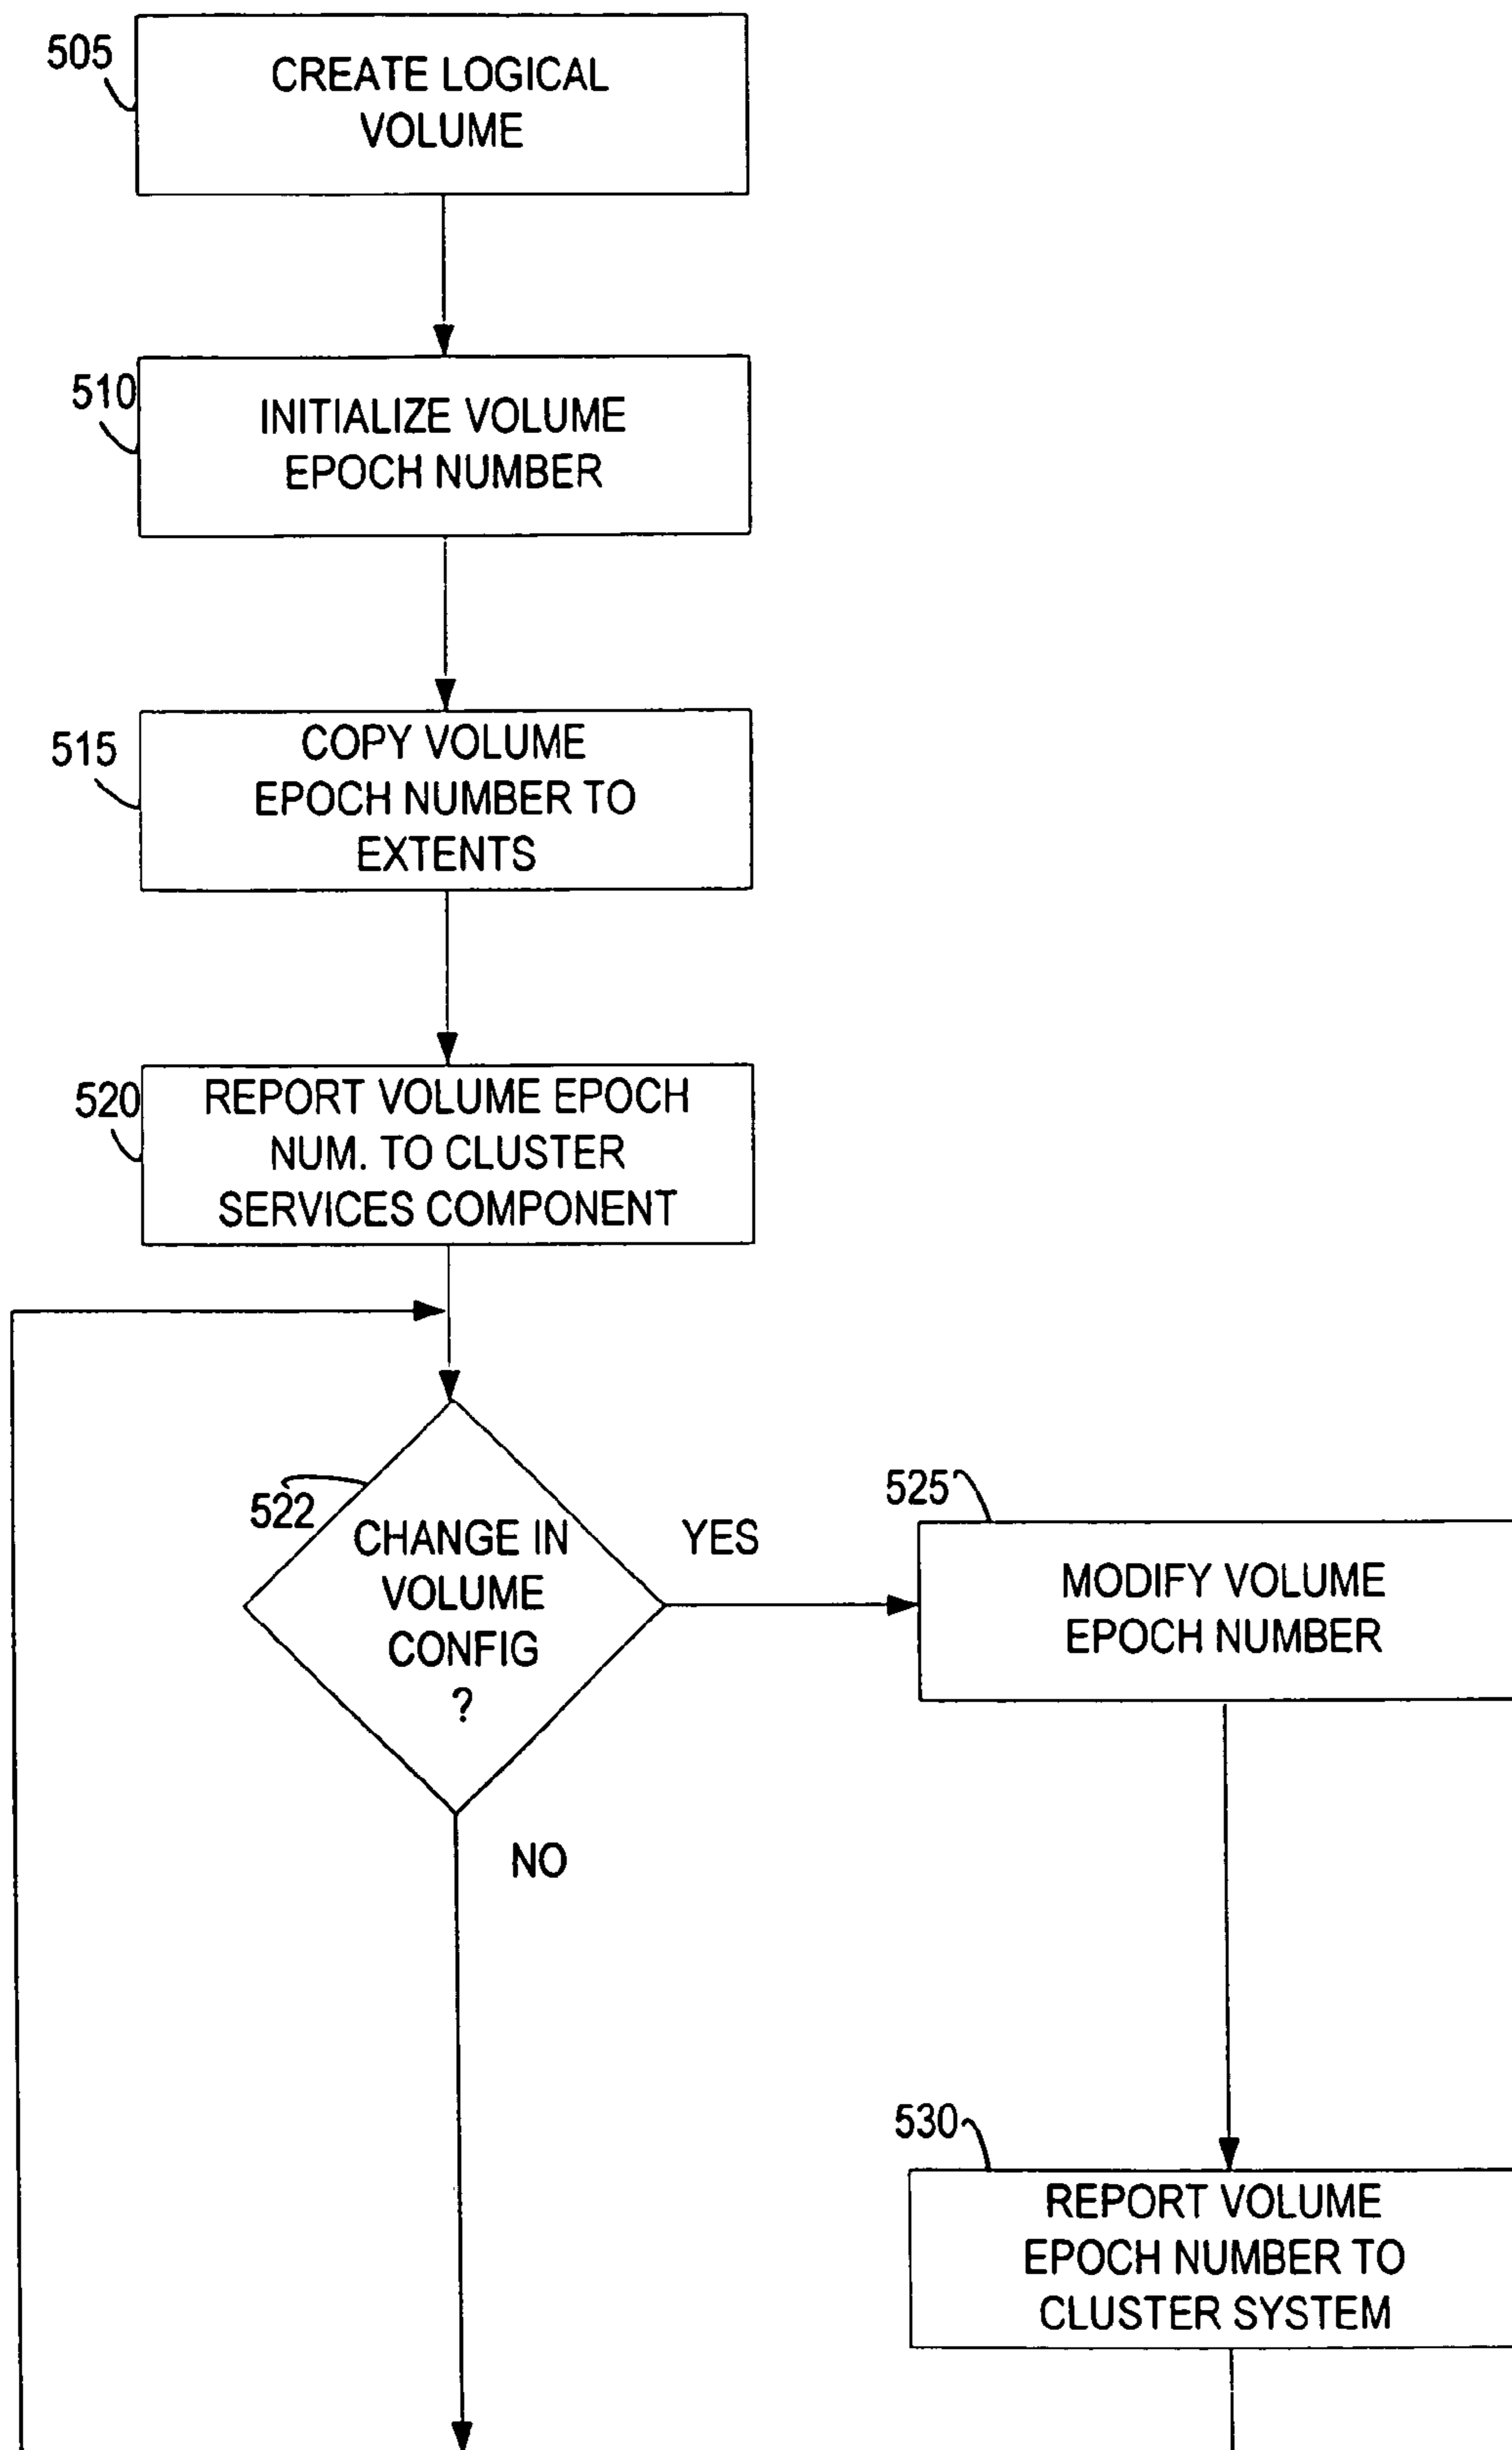 505
CREATE LOGICAL
VOLUME
510
INITIALIZE VOLUME
EPOCH NUMBER
515
COPY VOLUME
EPOCH NUMBER TO
EXTENTS
520
REPORT VOLUME EPOCH
NUM. TO CLUSTER
SERVICES COMPONENT
522
CHANGE IN
VOLUME
CONFIG
?
YES
NO
525
MODIFY VOLUME
EPOCH NUMBER
530
REPORT VOLUME
EPOCH NUMBER TO
CLUSTER SYSTEM